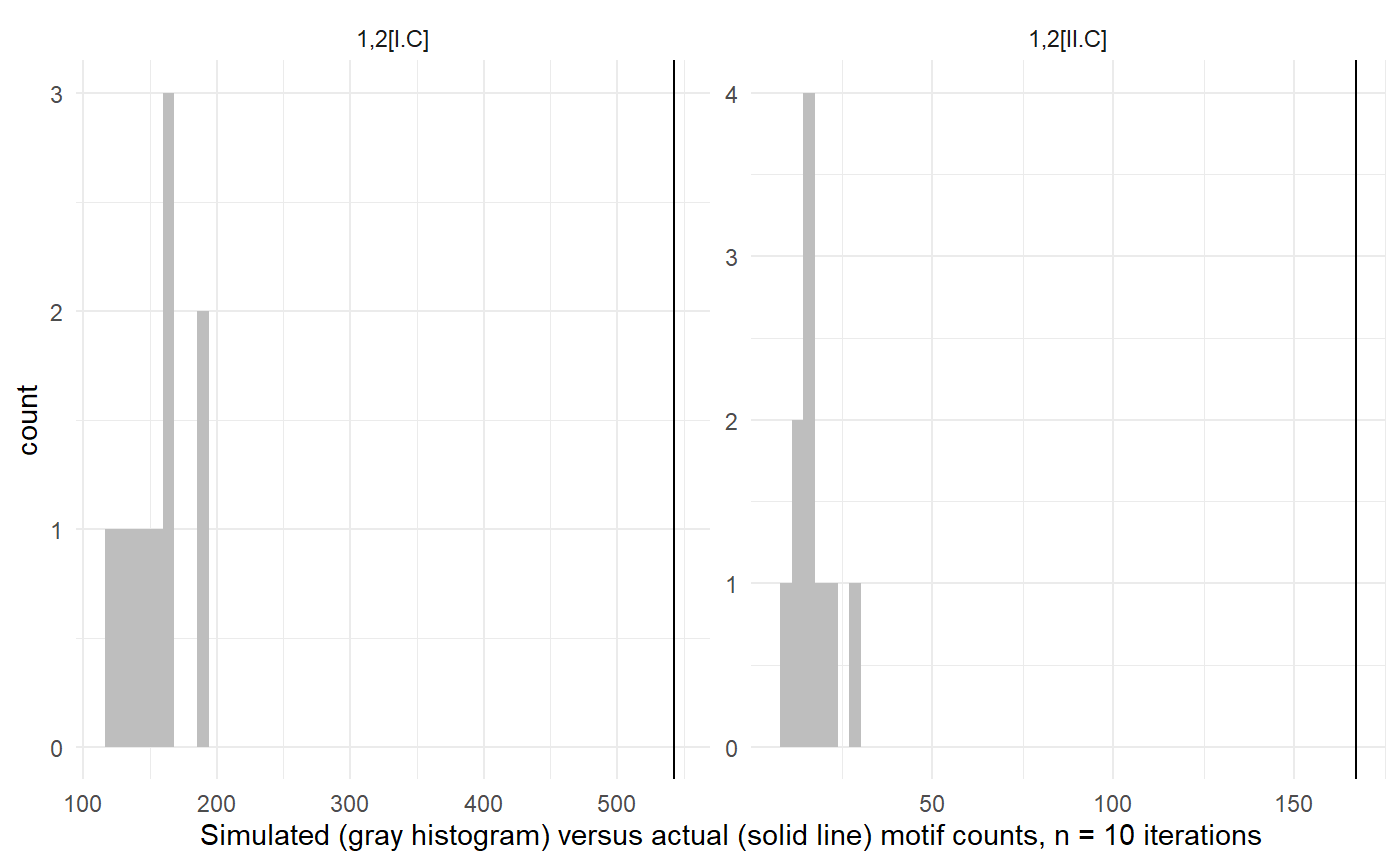 1,2[I.C]
1,2[II.C]
3
2
1
0
count
4
3
2
1
0
100 200 300 400 500
50 100 150
Simulated (gray histogram) versus actual (solid line) motif counts, n = 10 iterations